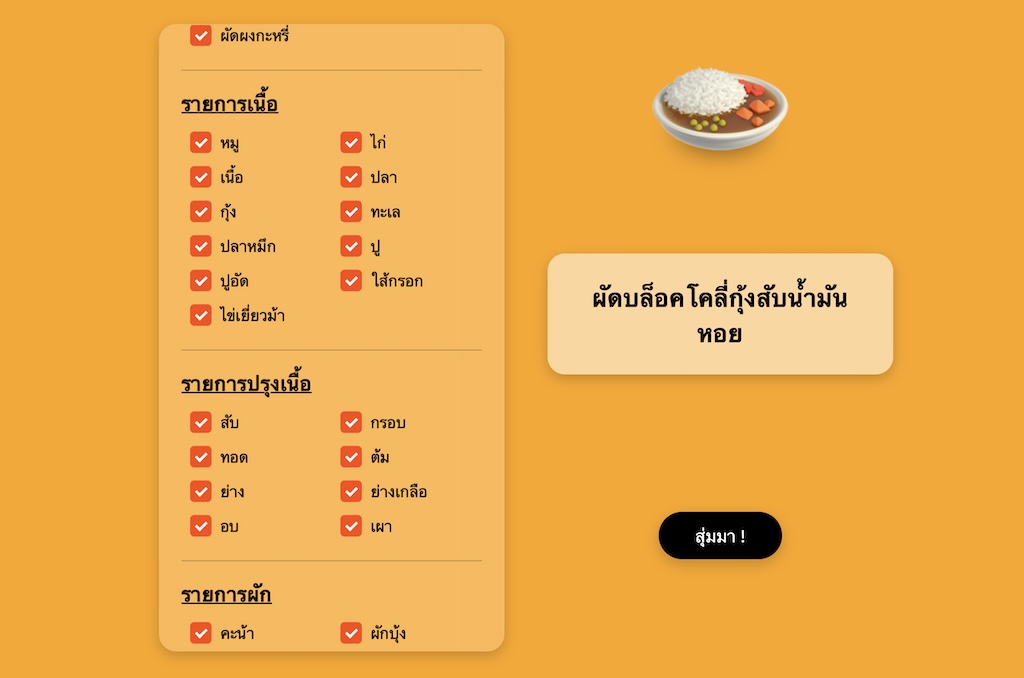 ผัดผงกะหรี่
รายการเนื้อ
หมู
ไก่
เนื้อ
ปลา
กุ้ง
ทะเล
ปลาหมึก
ปู
ปูอัด
ไส้กรอก
ไข่เยี่ยวม้า
รายการปรุงเนื้อ
สับ
กรอบ
ทอด
ต้ม
ย่าง
ย่างเกลือ
อบ
เผา
รายการผัก
คะน้า
ผักบุ้ง
ผัดบล็อคโคลี่กุ้งสับน้ำมัน
หอย
สุ่มมา !